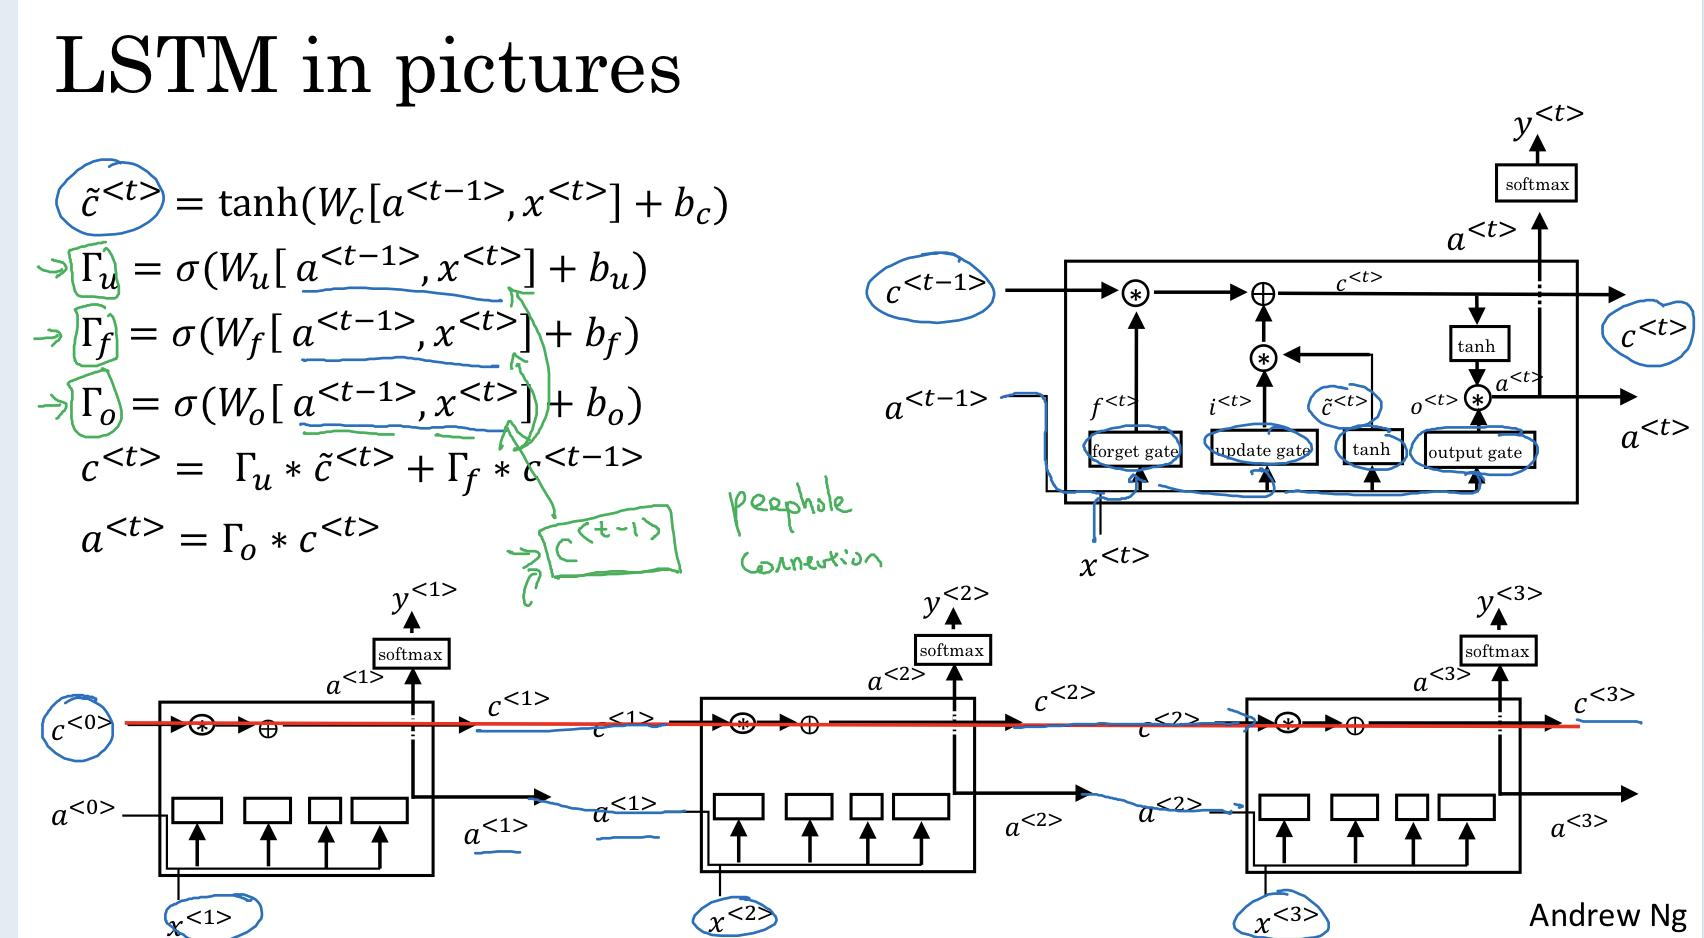 LSTM in pictures
c̃^{<t>} = tanh(W_c[a^{<t−1>}, x^{<t>}] + b_c)
→ Γ_u = σ(W_u[ a^{<t−1>}, x^{<t>}] + b_u)
→ Γ_f = σ(W_f[ a^{<t−1>}, x^{<t>}] + b_f)
→ Γ_o = σ(W_o[ a^{<t−1>}, x^{<t>}] + b_o)
c^{<t>} = Γ_u * c̃^{<t>} + Γ_f * c^{<t−1>}
a^{<t>} = Γ_o * c^{<t>}
c^{<t-1>}
peephole
connection
y^{<t>}
softmax
a^{<t>}
c^{<t−1>} * ⊕ c^{<t>} c^{<t>}
tanh
*
a^{<t−1>} f^{<t>} i^{<t>} c̃^{<t>} o^{<t>} * a^{<t>} a^{<t>}
forget gate update gate tanh output gate
x^{<t>}
y^{<1>} y^{<2>} y^{<3>}
softmax softmax softmax
a^{<1>} a^{<2>} a^{<3>}
c^{<0>} * ⊕ c^{<1>} c^{<1>} * ⊕ c^{<2>} c^{<2>} * ⊕ c^{<3>}
a^{<0>} a^{<1>} a^{<1>} a^{<2>} a^{<2>} a^{<3>}
x^{<1>} x^{<2>} x^{<3>}
Andrew Ng